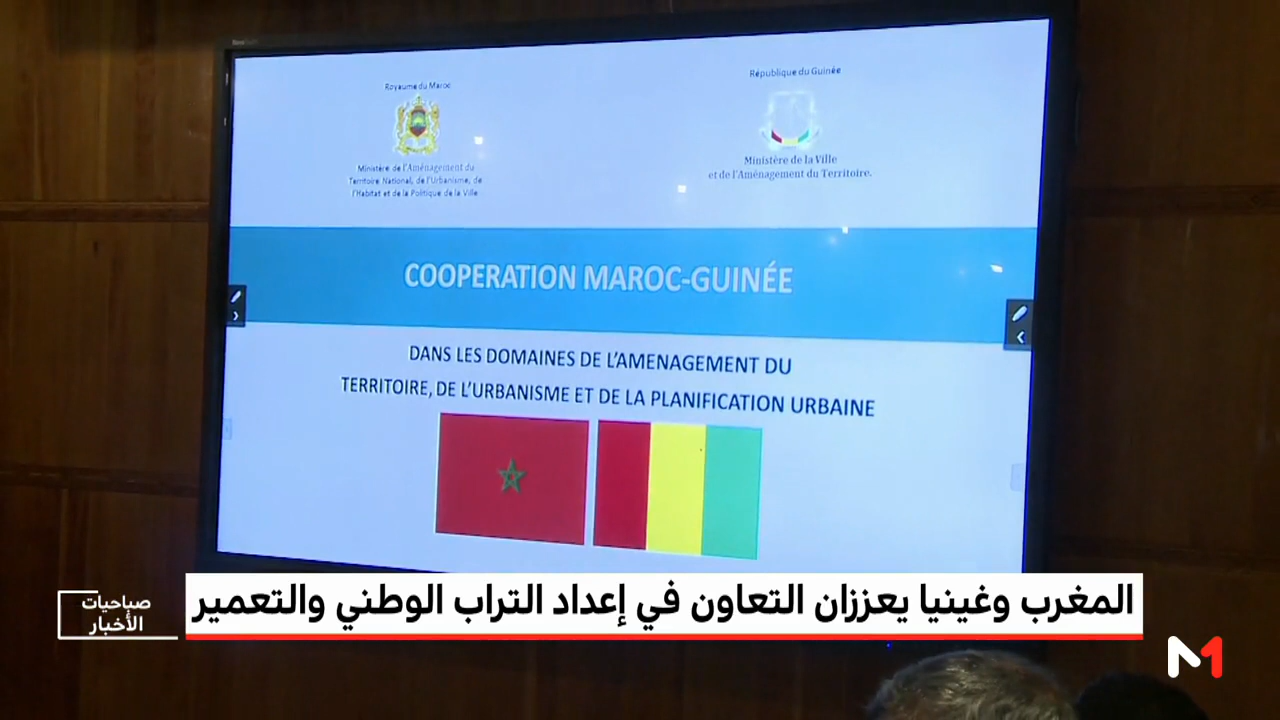 Royaume du Maroc
Ministère de l'Aménagement du
Territoire National, de l'Urbanisme, de
l'Habitat et de la Politique de la Ville
République du Guinée
Ministère de la Ville
et de l'Aménagement du Territoire.
COOPERATION MAROC-GUINÉE
DANS LES DOMAINES DE L'AMENAGEMENT DU
TERRITOIRE, DE L'URBANISME ET DE LA PLANIFICATION URBAINE
المغرب وغينيا يعززان التعاون في إعداد التراب الوطني والتعمير
صباحيات
الأخبار
M1